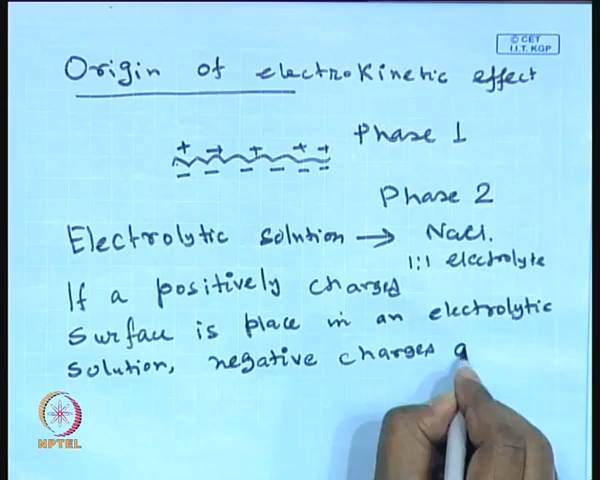 © CET
I.I.T. KGP
Origin of electrokinetic effect
+ + + + +
Phase 1
- - - - - - -
Phase 2
Electrolytic solution → NaCl.
1:1 electrolyte
If a positively charges
surface is place in an electrolytic
solution, negative charges a
NPTEL